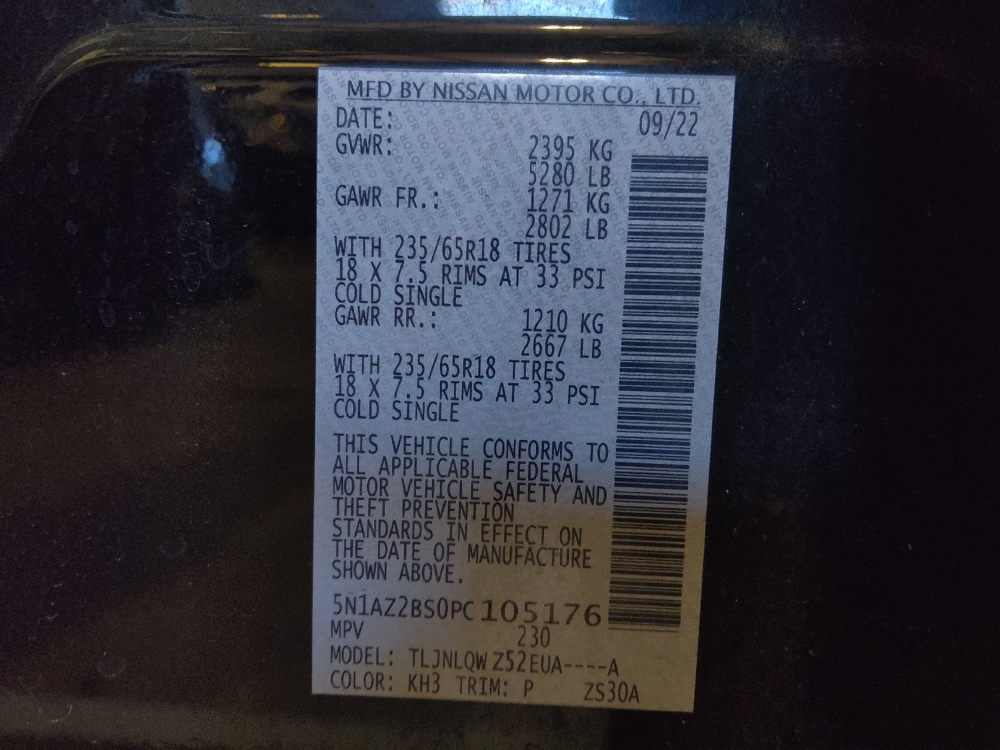 MFD BY NISSAN MOTOR CO., LTD.
DATE: 09/22
GVWR: 2395 KG
5280 LB
GAWR FR.: 1271 KG
2802 LB
WITH 235/65R18 TIRES
18 X 7.5 RIMS AT 33 PSI
COLD SINGLE
GAWR RR.: 1210 KG
2667 LB
WITH 235/65R18 TIRES
18 X 7.5 RIMS AT 33 PSI
COLD SINGLE
THIS VEHICLE CONFORMS TO
ALL APPLICABLE FEDERAL
MOTOR VEHICLE SAFETY AND
THEFT PREVENTION
STANDARDS IN EFFECT ON
THE DATE OF MANUFACTURE
SHOWN ABOVE.
5N1AZ2BS0PC105176
MPV 230
MODEL: TLJNLQWZ52EUA----A
COLOR: KH3 TRIM: P ZS30A